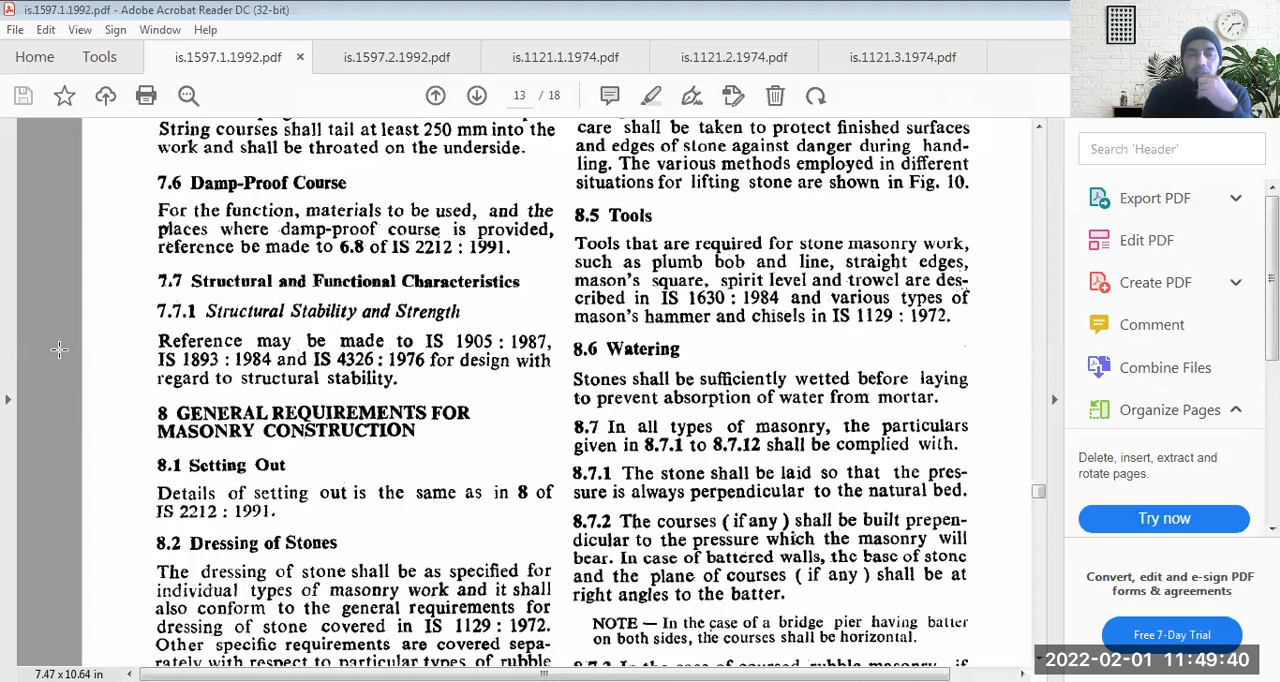 is.1597.1.1992.pdf - Adobe Acrobat Reader DC (32-bit)
File Edit View Sign Window Help
Home Tools is.1597.1.1992.pdf × is.1597.2.1992.pdf is.1121.1.1974.pdf is.1121.2.1974.pdf is.1121.3.1974.pdf
13 / 18
String courses shall tail at least 250 mm into the
work and shall be throated on the underside.
7.6 Damp-Proof Course
For the function, materials to be used, and the
places where damp-proof course is provided,
reference be made to 6.8 of IS 2212 : 1991.
7.7 Structural and Functional Characteristics
7.7.1 Structural Stability and Strength
Reference may be made to IS 1905 : 1987,
IS 1893 : 1984 and IS 4326 : 1976 for design with
regard to structural stability.
8 GENERAL REQUIREMENTS FOR
MASONRY CONSTRUCTION
8.1 Setting Out
Details of setting out is the same as in 8 of
IS 2212 : 1991.
8.2 Dressing of Stones
The dressing of stone shall be as specified for
individual types of masonry work and it shall
also conform to the general requirements for
dressing of stone covered in IS 1129 : 1972.
Other specific requirements are covered sepa-
rately with respect to particular types of rubble
care shall be taken to protect finished surfaces
and edges of stone against danger during hand-
ling. The various methods employed in different
situations for lifting stone are shown in Fig. 10.
8.5 Tools
Tools that are required for stone masonry work,
such as plumb bob and line, straight edges,
mason's square, spirit level and trowel are des-
cribed in IS 1630 : 1984 and various types of
mason's hammer and chisels in IS 1129 : 1972.
8.6 Watering
Stones shall be sufficiently wetted before laying
to prevent absorption of water from mortar.
8.7 In all types of masonry, the particulars
given in 8.7.1 to 8.7.12 shall be complied with.
8.7.1 The stone shall be laid so that the pres-
sure is always perpendicular to the natural bed.
8.7.2 The courses ( if any ) shall be built prepen-
dicular to the pressure which the masonry will
bear. In case of battered walls, the base of stone
and the plane of courses ( if any ) shall be at
right angles to the batter.
NOTE — In the case of a bridge pier having batter
on both sides, the courses shall be horizontal.
8.7.3 In the case of coursed rubble masonry, if
Search 'Header'
Export PDF
Edit PDF
Create PDF
Comment
Combine Files
Organize Pages
Delete, insert, extract and
rotate pages.
Try now
Convert, edit and e-sign PDF
forms & agreements
Free 7-Day Trial
7.47 x 10.64 in
2022-02-01 11:49:40